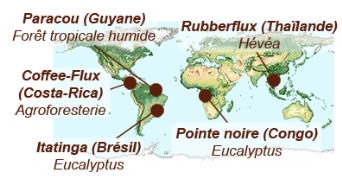 Paracou (Guyane)
Forêt tropicale humide
Rubberflux (Thaïlande)
Hévéa
Coffee-Flux
(Costa-Rica)
Agroforesterie
Itatinga (Brésil)
Eucalyptus
Pointe noire (Congo)
Eucalyptus